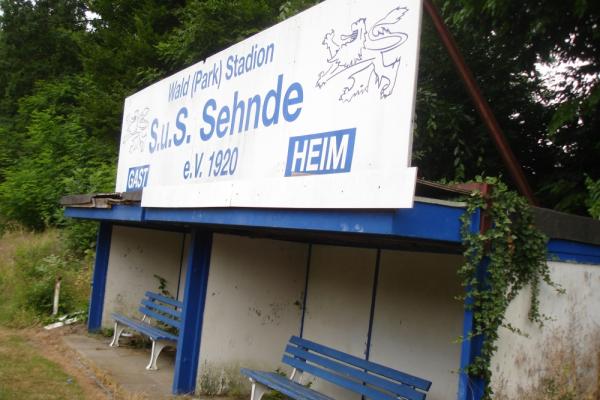 Wald (Park) Stadion
S.u.S. Sehnde
e.V. 1920
GAST
HEIM